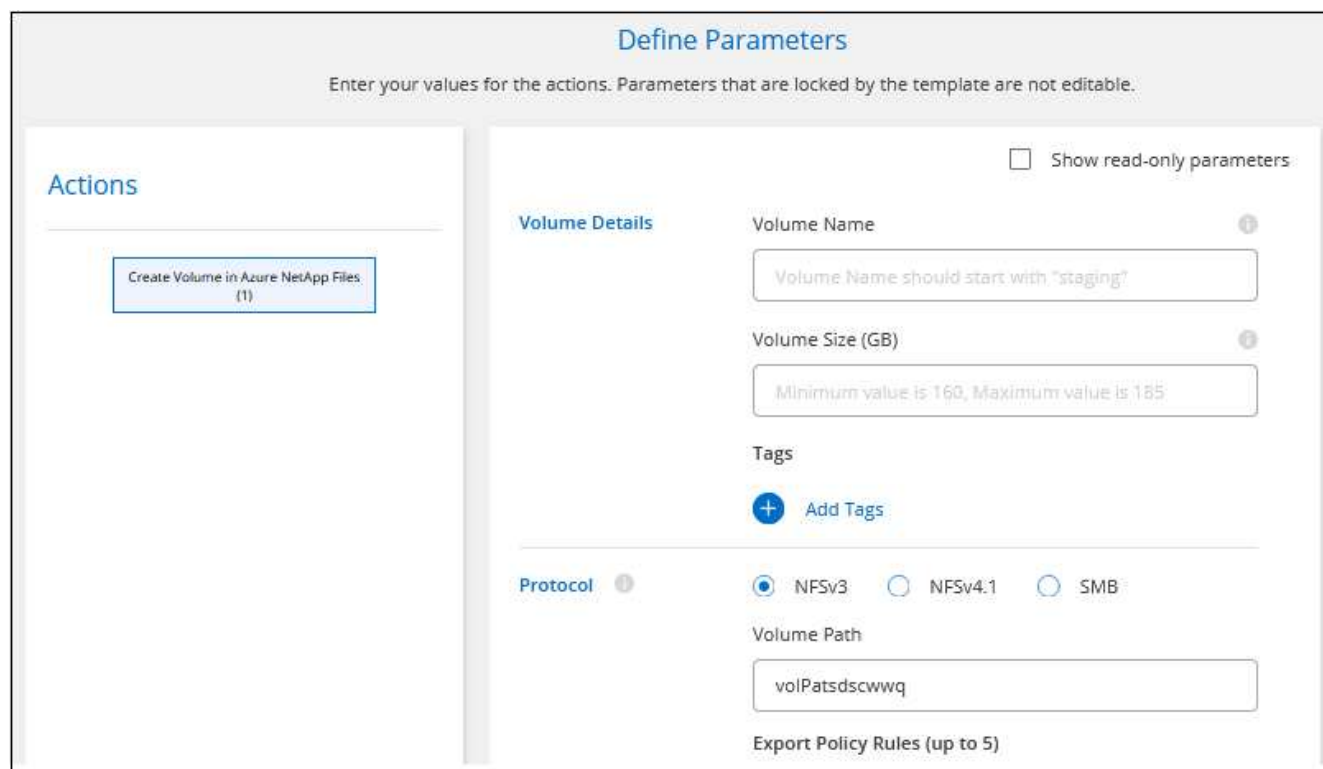 Define Parameters
Enter your values for the actions. Parameters that are locked by the template are not editable.
Actions
Create Volume in Azure NetApp Files
(1)
Show read-only parameters
Volume Details
Volume Name
Volume Name should start with "staging"
Volume Size (GB)
Minimum value is 160, Maximum value is 185
Tags
Add Tags
Protocol
NFSv3 NFSv4.1 SMB
Volume Path
volPatsdscwwq
Export Policy Rules (up to 5)